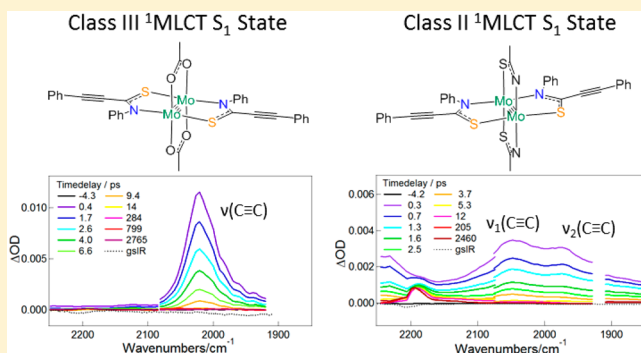 Class III ¹MLCT S₁ State
Class II ¹MLCT S₁ State
O O
Ph S Ph
N Mo N
Ph Mo S Ph
O O
ΔOD
0.010
0.005
0.000
Timedelay / ps
-4.3 9.4
0.4 14
1.7 284
2.6 799
4.0 2765
6.6 gsIR
ν(C≡C)
2200 2100 2000 1900
Wavenumbers/cm⁻¹
S N
Ph S Mo N Ph Ph
Ph N Mo S
S N
ΔOD
0.006
0.004
0.002
0.000
Timedelay / ps
-4.2 3.7
0.3 5.3
0.7 12
1.3 205
1.6 2460
2.5 gsIR
ν₁(C≡C) ν₂(C≡C)
2200 2100 2000 1900
Wavenumbers/cm⁻¹